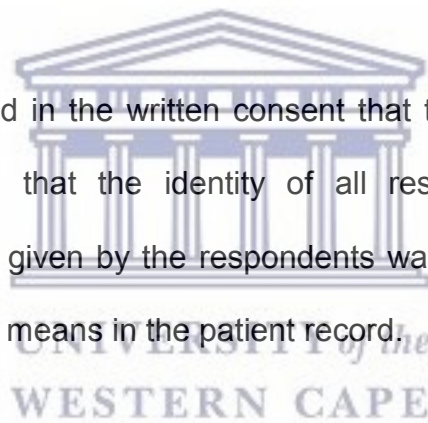 d in the written consent that t
that the identity of all res
given by the respondents wa
means in the patient record.
UNIVERSITY of the
WESTERN CAPE